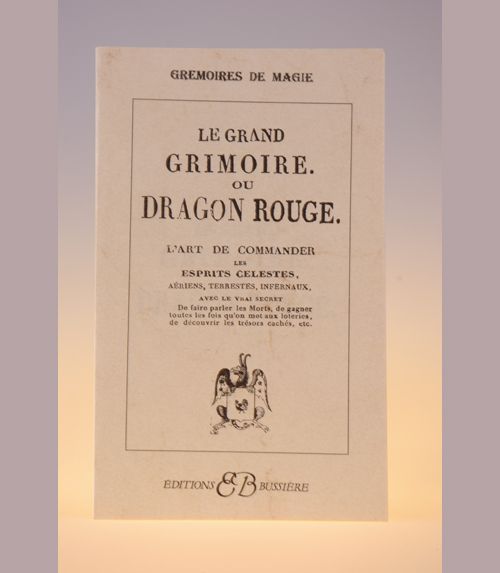 GREMOIRES DE MAGIE
LE GRAND
GRIMOIRE.
OU
DRAGON ROUGE.
L'ART DE COMMANDER
LES
ESPRITS CELESTES,
AÉRIENS, TERRESTES, INFERNAUX,
AVEC LE VRAI SECRET
De faire parler les Morts, de gagner
toutes les fois qu'on met aux loteries,
de découvrir les trésors cachés, etc.
ÉDITIONS EB BUSSIÈRE